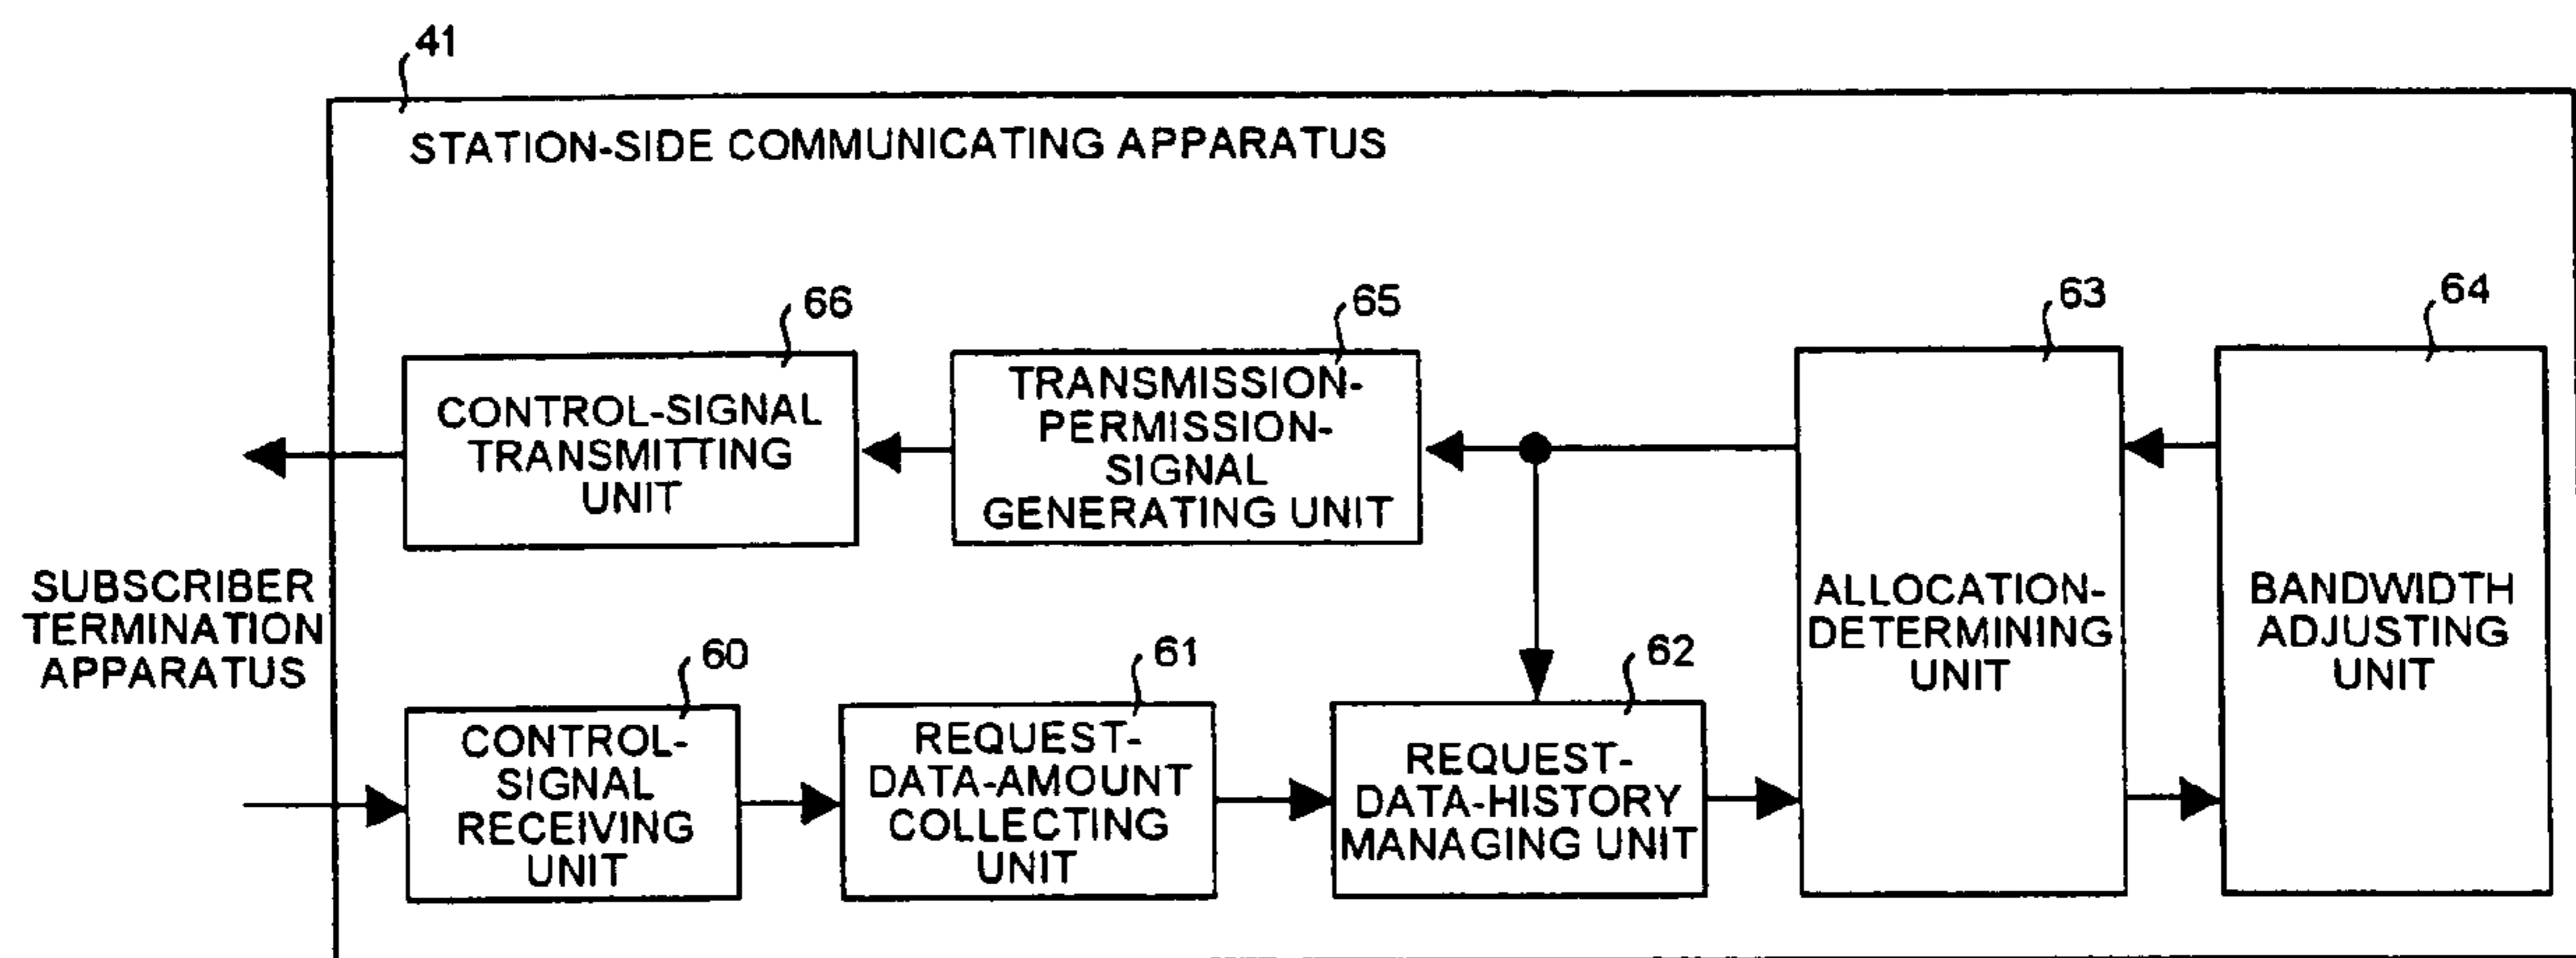 41
STATION-SIDE COMMUNICATING APPARATUS
66
CONTROL-SIGNAL
TRANSMITTING
UNIT
65
TRANSMISSION-
PERMISSION-
SIGNAL
GENERATING UNIT
63
ALLOCATION-
DETERMINING
UNIT
64
BANDWIDTH
ADJUSTING
UNIT
SUBSCRIBER
TERMINATION
APPARATUS
60
CONTROL-
SIGNAL
RECEIVING
UNIT
61
REQUEST-
DATA-AMOUNT
COLLECTING
UNIT
62
REQUEST-
DATA-HISTORY
MANAGING UNIT